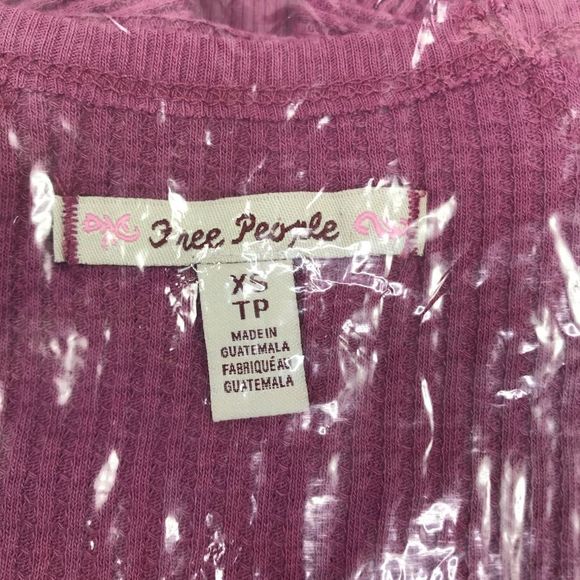 Free People
XS
TP
MADE IN
GUATEMALA
FABRIQUÉ AU
GUATEMALA